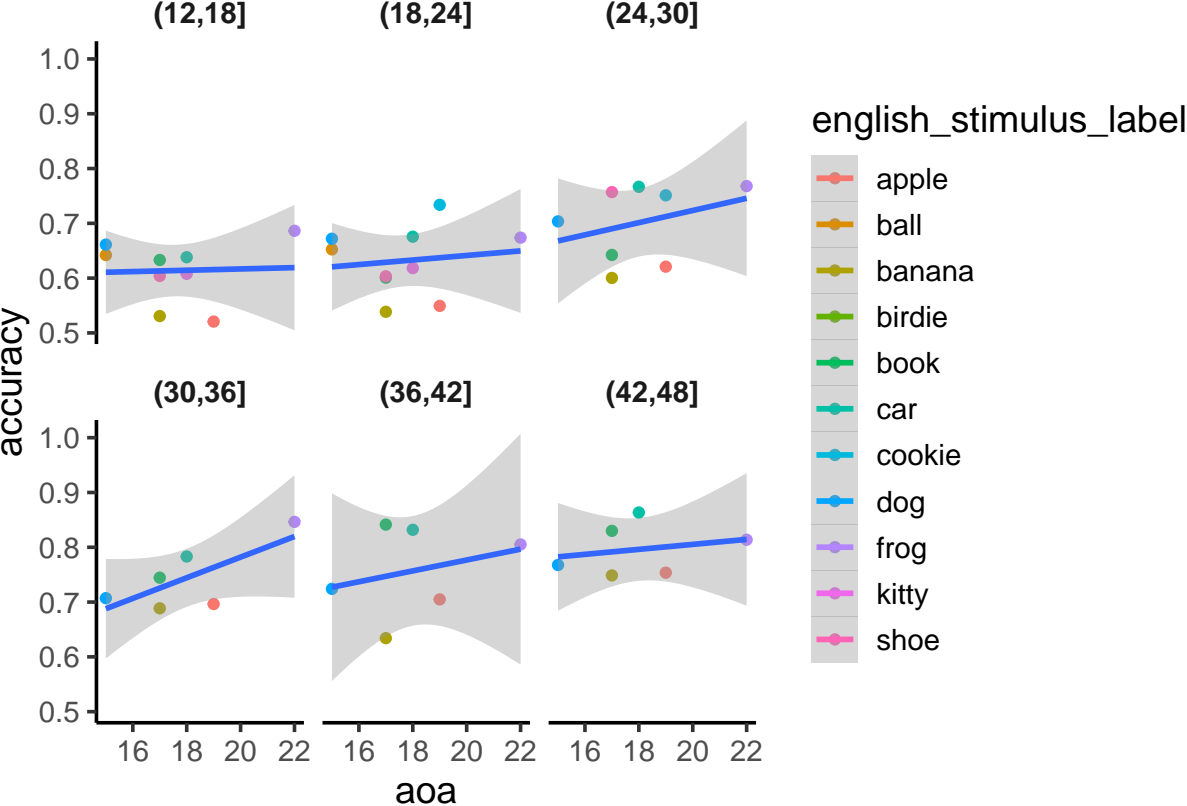 (12,18] (18,24] (24,30]
1.0
0.9
0.8
0.7
0.6
0.5
(30,36] (36,42] (42,48]
1.0
0.9
0.8
0.7
0.6
0.5
16 18 20 22 16 18 20 22 16 18 20 22
aoa
accuracy
english_stimulus_label
apple
ball
banana
birdie
book
car
cookie
dog
frog
kitty
shoe